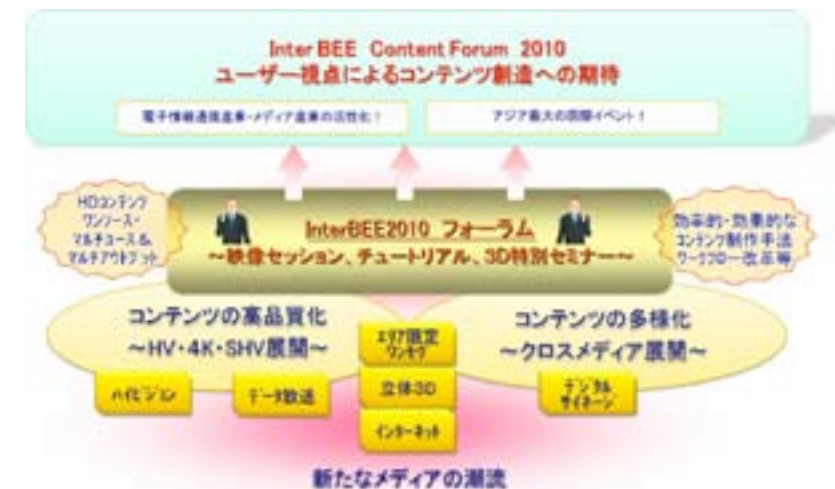 Inter BEE Content Forum 2010
ユーザー視点によるコンテンツ創造への期待
電子情報通信産業・メディア産業の活性化！
アジア最大の国際イベント！
HDコンテンツ
ワンソース・
マルチユース＆
マルチアウトプット
InterBEE2010 フォーラム
～映像セッション、チュートリアル、3D特別セミナー～
効率的・効果的な
コンテンツ制作手法
ワークフロー改革等
コンテンツの高品質化
～HV・4K・SHV展開～
エリア限定
ワンセグ
コンテンツの多様化
～クロスメディア展開～
ハイビジョン
データ放送
立体3D
デジタル
サイネージ
インターネット
新たなメディアの潮流